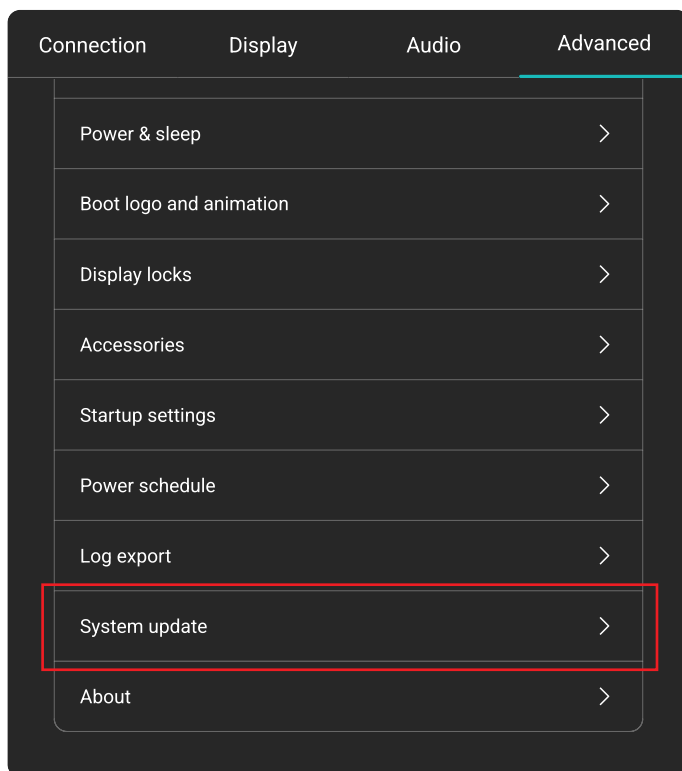 Connection Display Audio Advanced
Power & sleep
Boot logo and animation
Display locks
Accessories
Startup settings
Power schedule
Log export
System update
About